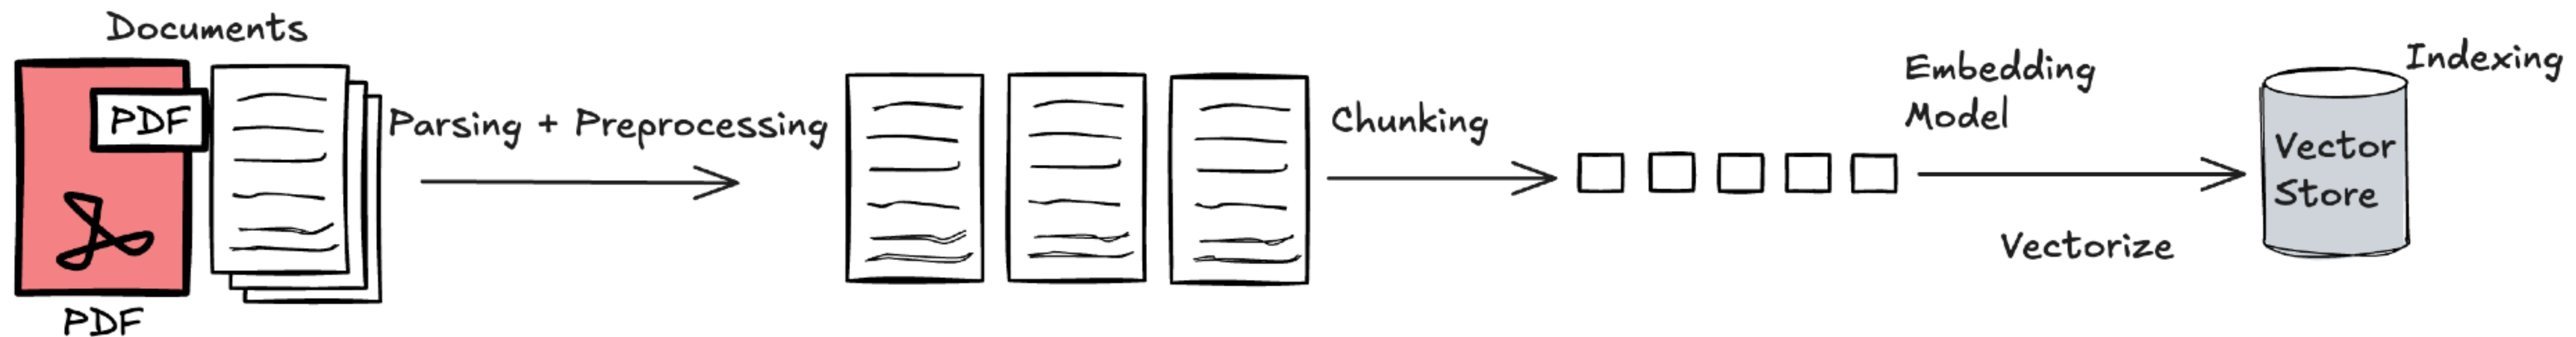 Documents
PDF
PDF
Parsing + Preprocessing
Chunking
Embedding
Model
Vectorize
Indexing
Vector
Store